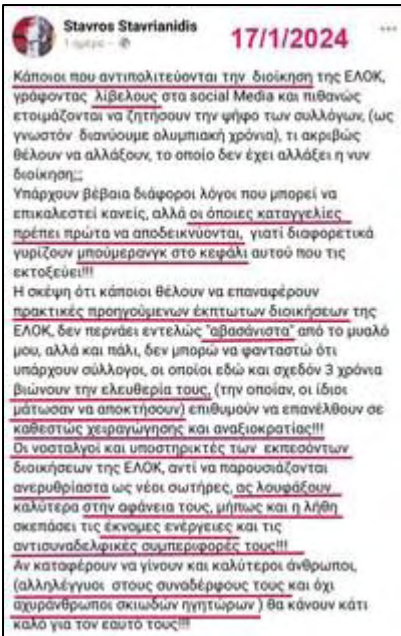 Stavros Stavrianidis
1 ημέρα ·
17/1/2024
Κάποιοι που αντιπολιτεύονται την διοίκηση της ΕΛΟΚ,
γράφοντας λίβελους στα social Media και πιθανώς
ετοιμάζονται να ζητήσουν την ψήφο των συλλόγων, (ως
γνωστόν διανύουμε ολυμπιακή χρόνια), τι ακριβώς
θέλουν να αλλάξουν, το οποίο δεν έχει αλλάξει η νυν
διοίκηση;;;
Υπάρχουν βέβαια διάφοροι λόγοι που μπορεί να
επικαλεστεί κανείς, αλλά οι όποιες καταγγελίες
πρέπει πρώτα να αποδεικνύονται, γιατί διαφορετικά
γυρίζουν μπούμερανγκ στο κεφάλι αυτού που τις
εκτοξεύει!!!
Η σκέψη ότι κάποιοι θέλουν να επαναφέρουν
πρακτικές προηγούμενων έκπτωτων διοικήσεων της
ΕΛΟΚ, δεν περνάει εντελώς "αβασάνιστα" από το μυαλό
μου, αλλά και πάλι, δεν μπορώ να φανταστώ ότι
υπάρχουν σύλλογοι, οι οποίοι εδώ και σχεδόν 3 χρόνια
βιώνουν την ελευθερία τους, (την οποίαν, οι ίδιοι
μάτωσαν να αποκτήσουν) επιθυμούν να επανέλθουν σε
καθεστώς χειραγώγησης και αναξιοκρατίας!!!
Οι νοσταλγοί και υποστηρικτές των εκπεσόντων
διοικήσεων της ΕΛΟΚ, αντί να παρουσιάζονται
ανερυθρίαστα ως νέοι σωτήρες, ας λουφάξουν
καλύτερα στην αφάνεια τους, μήπως και η λήθη
σκεπάσει τις έκνομες ενέργειες και τις
αντισυναδελφικές συμπεριφορές τους!!!
Αν καταφέρουν να γίνουν και καλύτεροι άνθρωποι,
(αλληλέγγυοι στους συναδέρφους τους και όχι
αχυράνθρωποι σκιωδών ηγητώρων ) θα κάνουν κάτι
καλό για τον εαυτό τους!!!